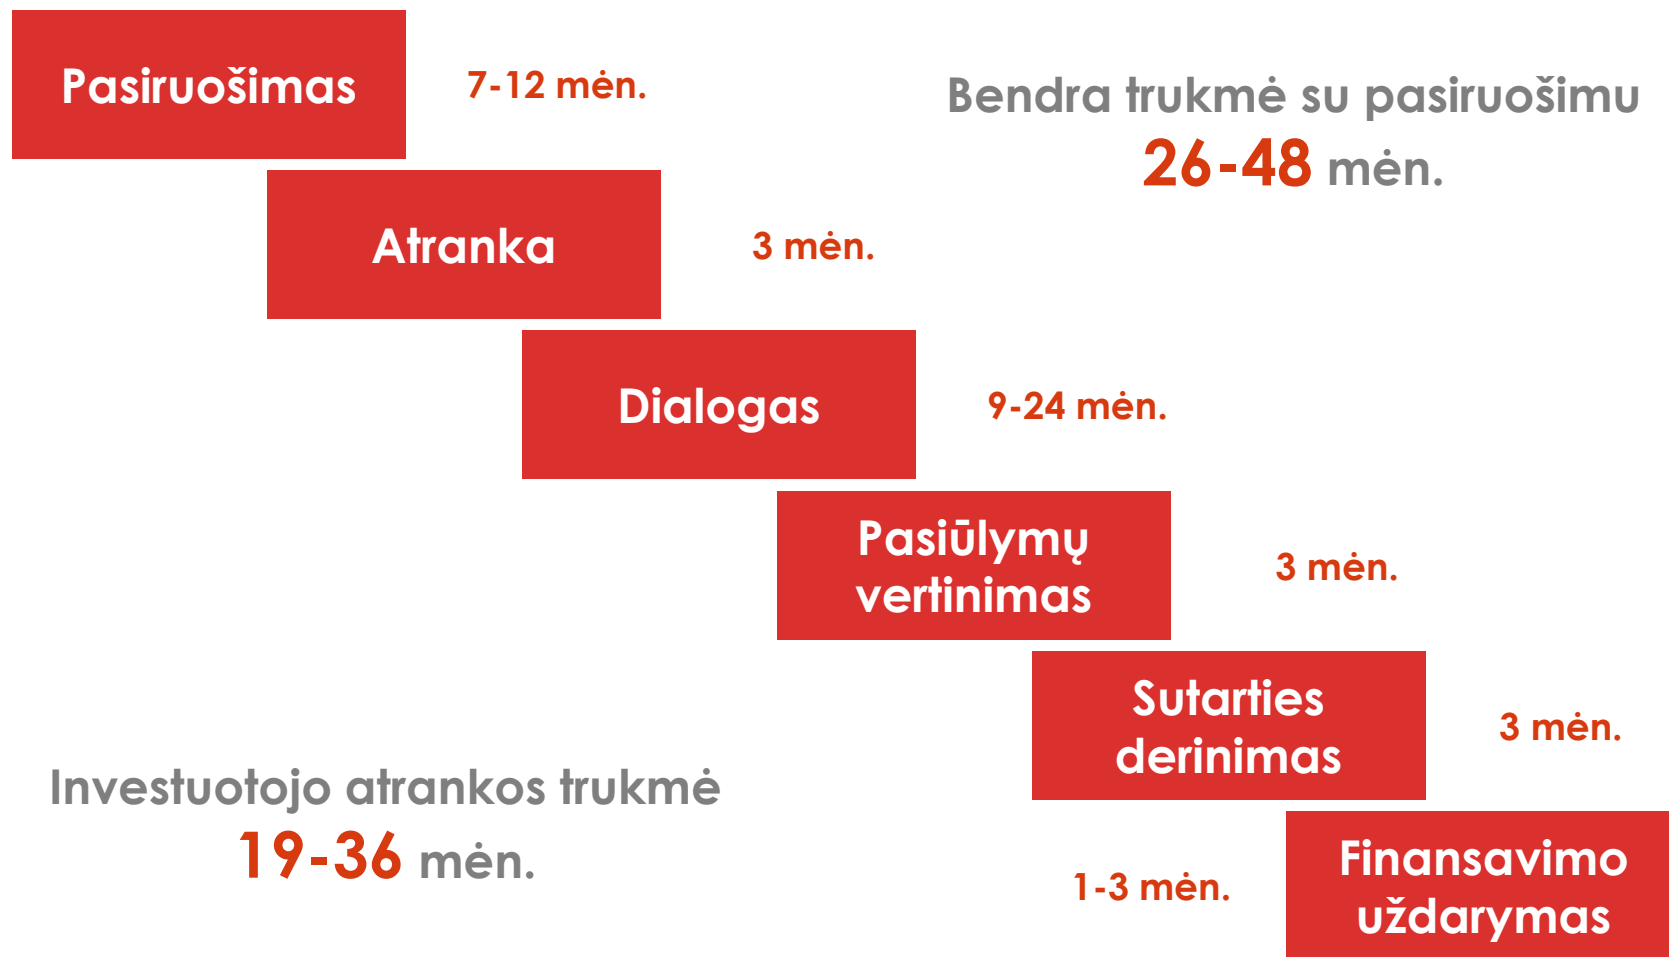 Pasiruošimas
7-12 mėn.
Bendra trukmė su pasiruošimu
26-48 mėn.
Atranka
3 mėn.
Dialogas
9-24 mėn.
Pasiūlymų
vertinimas
3 mėn.
Sutarties
derinimas
3 mėn.
Investuotojo atrankos trukmė
19-36 mėn.
1-3 mėn.
Finansavimo
uždarymas